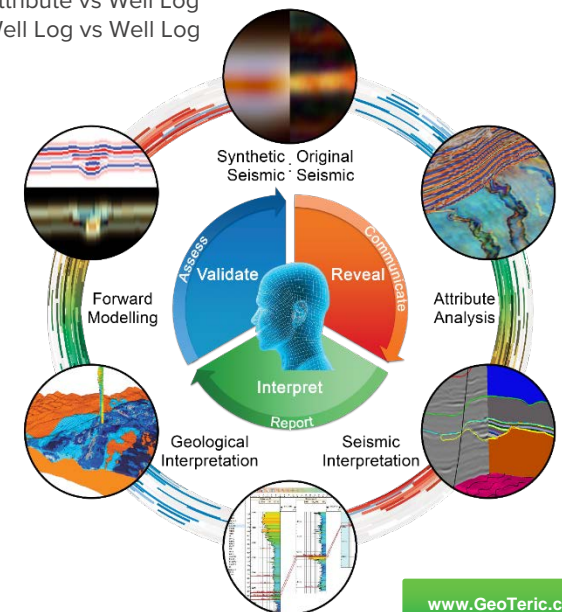 ttribute vs Well Log
Well Log vs Well Log
Synthetic : Original
Seismic Seismic
Assess
Communicate
Validate
Reveal
Forward
Modelling
Attribute
Analysis
Interpret
Report
Geological
Interpretation
Seismic
Interpretation
www.GeoTeric.c